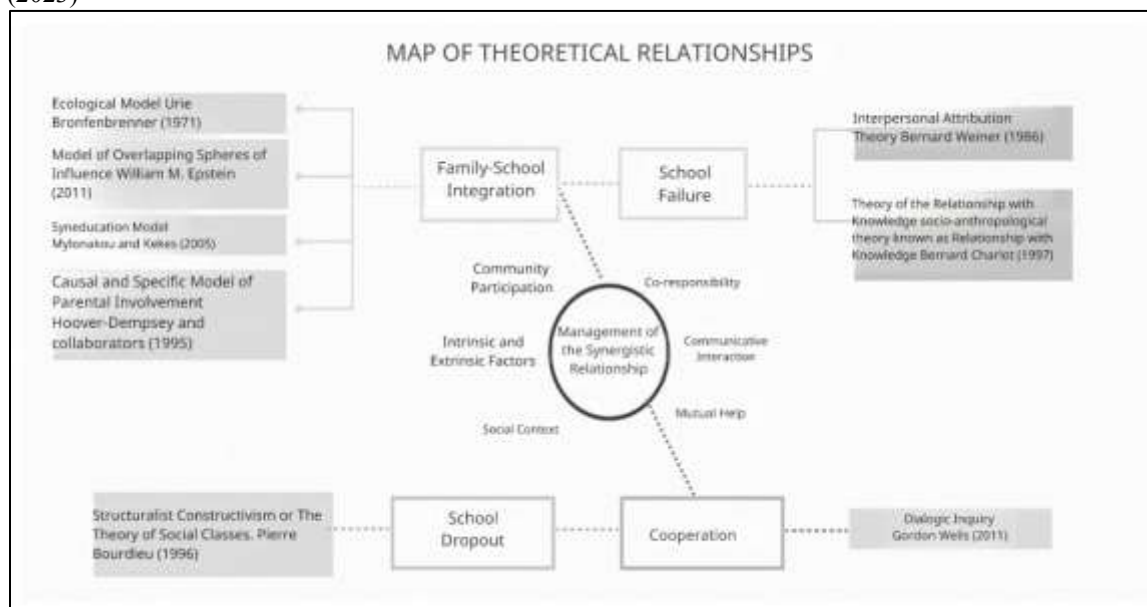 (2025)
MAP OF THEORETICAL RELATIONSHIPS
Ecological Model Urie
Bronfenbrenner (1971)
Model of Overlapping Spheres of
Influence William M. Epstein
(2011)
Syneducation Model
Mylonakou and Kekes (2005)
Causal and Specific Model of
Parental Involvement
Hoover-Dempsey and
collaborators (1995)
Family-School
Integration
School
Failure
Interpersonal Attribution
Theory Bernard Weiner (1986)
Theory of the Relationship with
Knowledge socio-anthropological
theory known as Relationship with
Knowledge Bernard Charlot (1997)
Community
Participation
Co-responsibility
Intrinsic and
Extrinsic Factors
Management of
the Synergistic
Relationship
Communicative
Interaction
Social Context
Mutual Help
Structuralist Constructivism or The
Theory of Social Classes. Pierre
Bourdieu (1996)
School
Dropout
Cooperation
Dialogic Inquiry
Gordon Wells (2011)